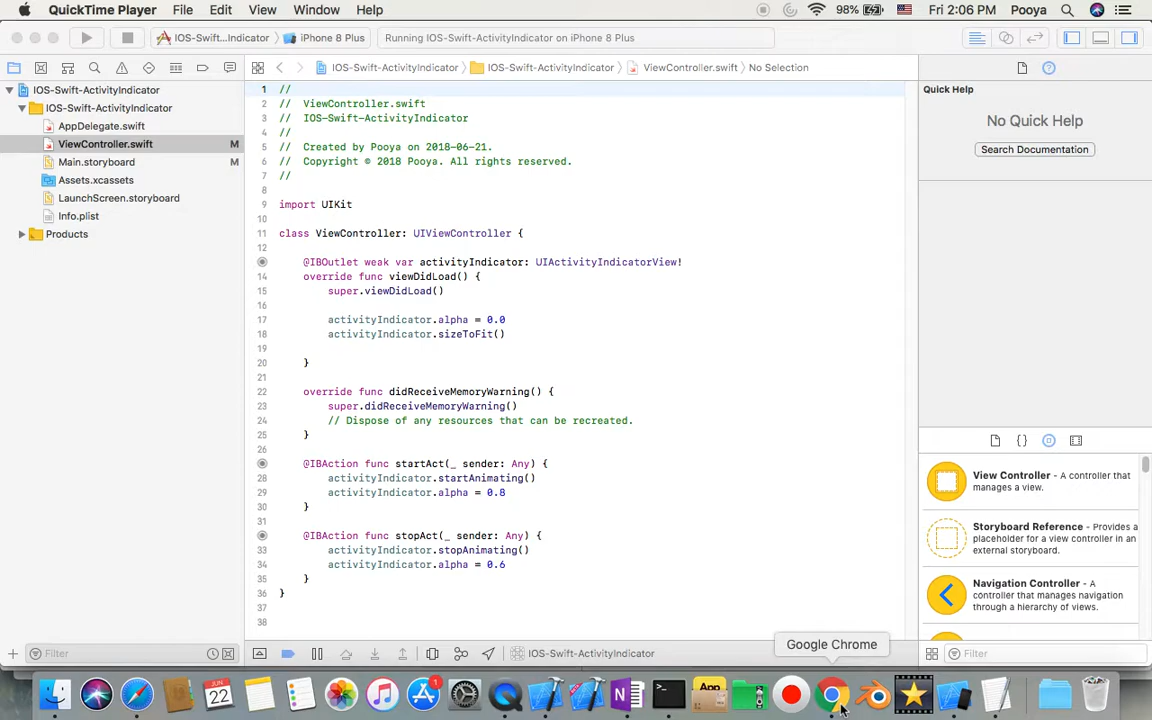 QuickTime Player File Edit View Window Help 98% Fri 2:06 PM Pooya
IOS-Swift...Indicator iPhone 8 Plus Running IOS-Swift-ActivityIndicator on iPhone 8 Plus
IOS-Swift-ActivityIndicator IOS-Swift-ActivityIndicator ViewController.swift No Selection
IOS-Swift-ActivityIndicator
IOS-Swift-ActivityIndicator
AppDelegate.swift
ViewController.swift M
Main.storyboard M
Assets.xcassets
LaunchScreen.storyboard
Info.plist
Products
1 //
2 // ViewController.swift
3 // IOS-Swift-ActivityIndicator
4 //
5 // Created by Pooya on 2018-06-21.
6 // Copyright © 2018 Pooya. All rights reserved.
7 //
8
9 import UIKit
10
11 class ViewController: UIViewController {
12
@IBOutlet weak var activityIndicator: UIActivityIndicatorView!
14 override func viewDidLoad() {
15 super.viewDidLoad()
16
17 activityIndicator.alpha = 0.0
18 activityIndicator.sizeToFit()
19
20 }
21
22 override func didReceiveMemoryWarning() {
23 super.didReceiveMemoryWarning()
24 // Dispose of any resources that can be recreated.
25 }
26
@IBAction func startAct(_ sender: Any) {
28 activityIndicator.startAnimating()
29 activityIndicator.alpha = 0.8
30 }
31
@IBAction func stopAct(_ sender: Any) {
33 activityIndicator.stopAnimating()
34 activityIndicator.alpha = 0.6
35 }
36 }
37
38
Quick Help
No Quick Help
Search Documentation
{ }
View Controller - A controller that
manages a view.
Storyboard Reference - Provides a
placeholder for a view controller in an
external storyboard.
Navigation Controller - A
controller that manages navigation
through a hierarchy of views.
Filter
IOS-Swift-ActivityIndicator
Filter
Google Chrome
JUN
22
1
N
App